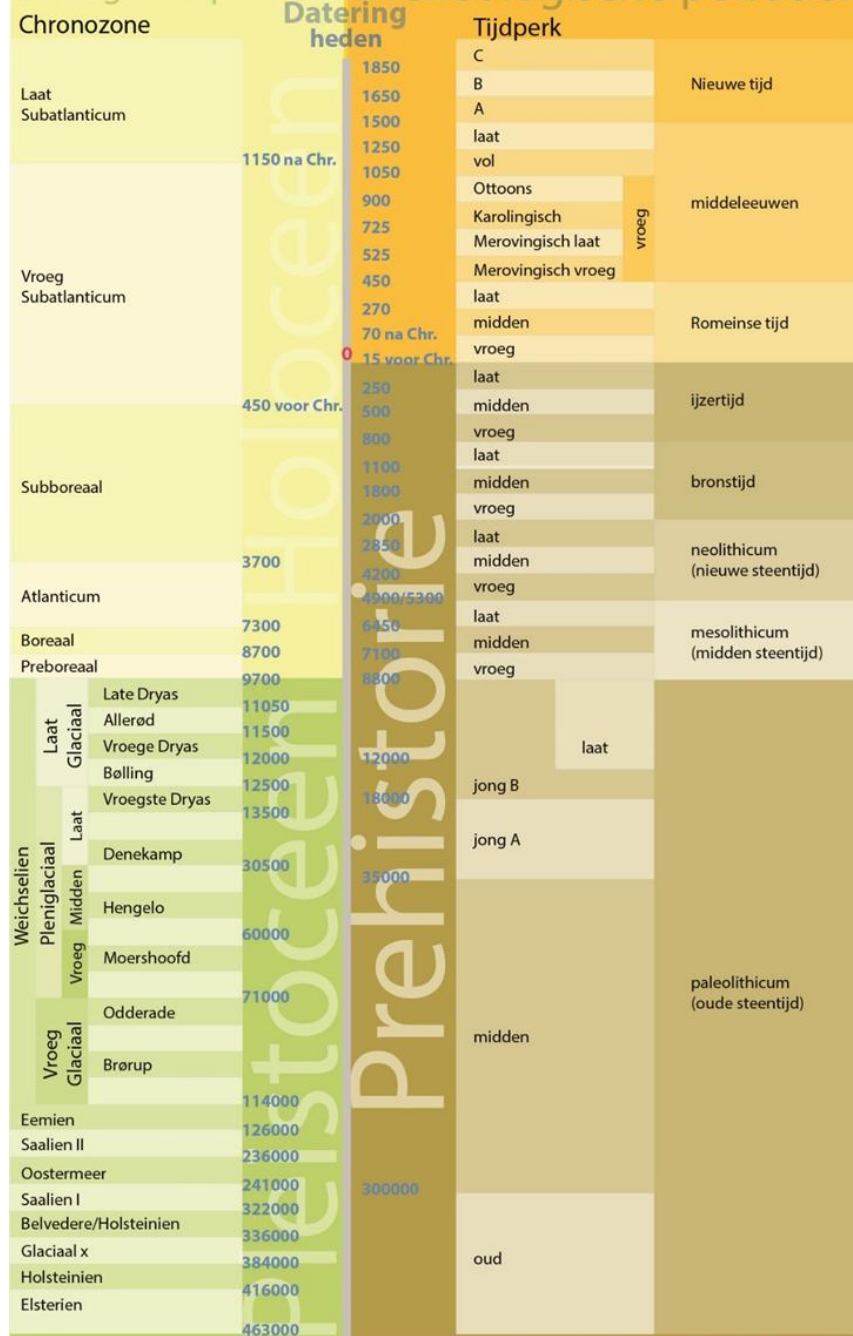 Chronozone
Datering
heden
Tijdperk
Laat
Subatlanticum
1150 na Chr.
Vroeg
Subatlanticum
450 voor Chr.
Subboreaal
3700
Atlanticum
7300
Boreaal
8700
Preboreaal
9700
Holoceen
Weichselien
Laat
Glaciaal
Late Dryas
11050
Allerød
11500
Vroege Dryas
12000
Bølling
12500
Pleniglaciaal
Laat
Vroegste Dryas
13500
Denekamp
30500
Midden
Hengelo
60000
Vroeg
Moershoofd
71000
Vroeg
Glaciaal
Odderade
Brørup
114000
Eemien
126000
Saalien II
236000
Oostermeer
241000
Saalien I
322000
Belvedere/Holsteinien
336000
Glaciaal x
384000
Holsteinien
416000
Elsterien
463000
Pleistoceen
0
1850
1650
1500
1250
1050
900
725
525
450
270
70 na Chr.
15 voor Chr.
250
500
800
1100
1800
2000
2850
4200
4900/5300
6450
7100
8800
12000
18000
35000
300000
Prehistorie
C
B
A
Nieuwe tijd
laat
vol
Ottoons
Karolingisch
Merovingisch laat
Merovingisch vroeg
vroeg
middeleeuwen
laat
midden
vroeg
Romeinse tijd
laat
midden
vroeg
ijzertijd
laat
midden
vroeg
bronstijd
laat
midden
vroeg
neolithicum
(nieuwe steentijd)
laat
midden
vroeg
mesolithicum
(midden steentijd)
laat
jong B
jong A
midden
oud
paleolithicum
(oude steentijd)